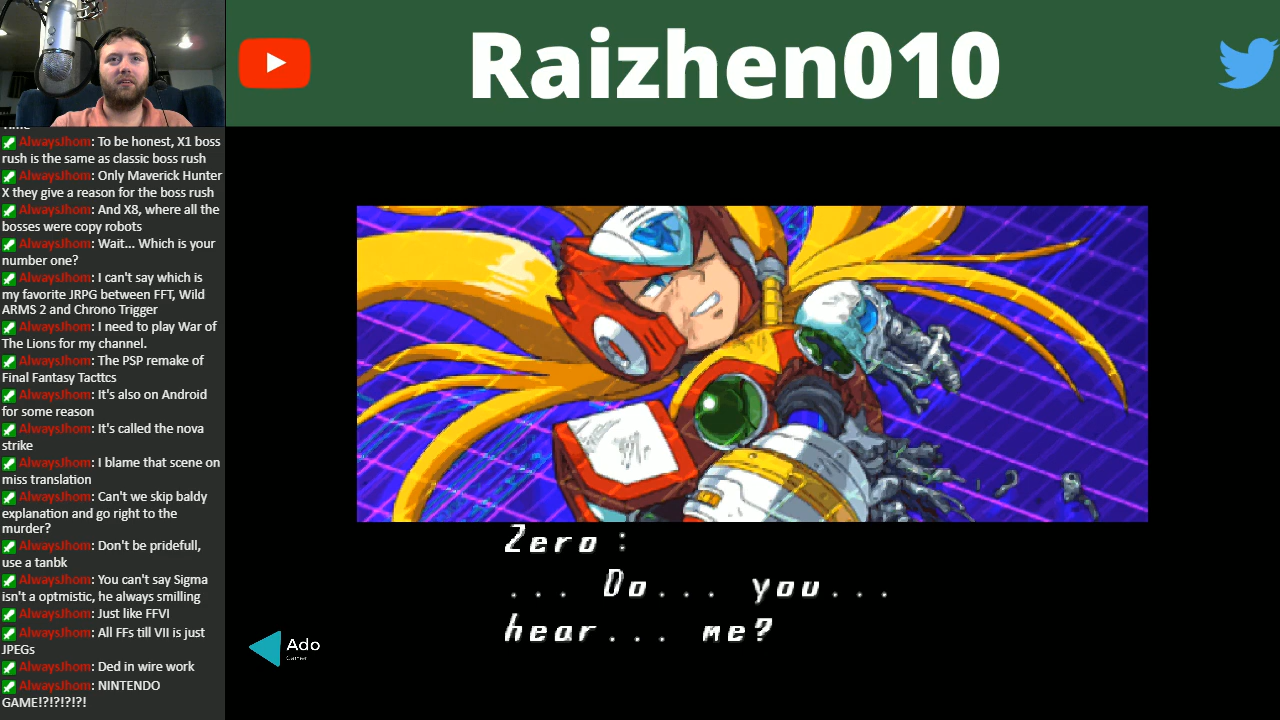 Raizhen010
Time
AlwaysJhom: To be honest, X1 boss
rush is the same as classic boss rush
AlwaysJhom: Only Maverick Hunter
X they give a reason for the boss rush
AlwaysJhom: And X8, where all the
bosses were copy robots
AlwaysJhom: Wait... Which is your
number one?
AlwaysJhom: I can't say which is
my favorite JRPG between FFT, Wild
ARMS 2 and Chrono Trigger
AlwaysJhom: I need to play War of
The Lions for my channel.
AlwaysJhom: The PSP remake of
Final Fantasy Tacttcs
AlwaysJhom: It's also on Android
for some reason
AlwaysJhom: It's called the nova
strike
AlwaysJhom: I blame that scene on
miss translation
AlwaysJhom: Can't we skip baldy
explanation and go right to the
murder?
AlwaysJhom: Don't be pridefull,
use a tanbk
AlwaysJhom: You can't say Sigma
isn't a optmistic, he always smilling
AlwaysJhom: Just like FFVI
AlwaysJhom: All FFs till VII is just
JPEGs
AlwaysJhom: Ded in wire work
AlwaysJhom: NINTENDO
GAME!?!?!?!?!
Zero :
... Do... you...
hear... me?
Ado